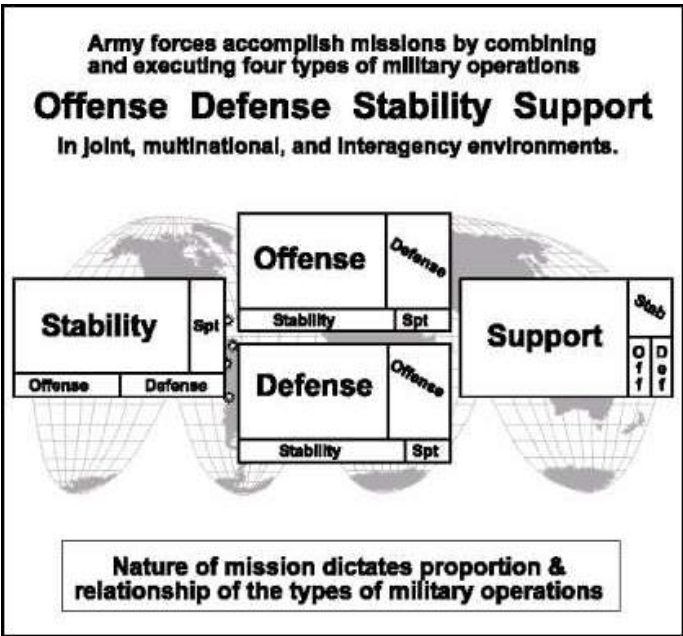 Army forces accomplish missions by combining
and executing four types of military operations
Offense Defense Stability Support
in joint, multinational, and interagency environments.
Stability
Spt
Offense
Defense
Offense
Defense
Stability
Spt
Defense
Offense
Stability
Spt
Support
Stab
Off
Def
Nature of mission dictates proportion &
relationship of the types of military operations